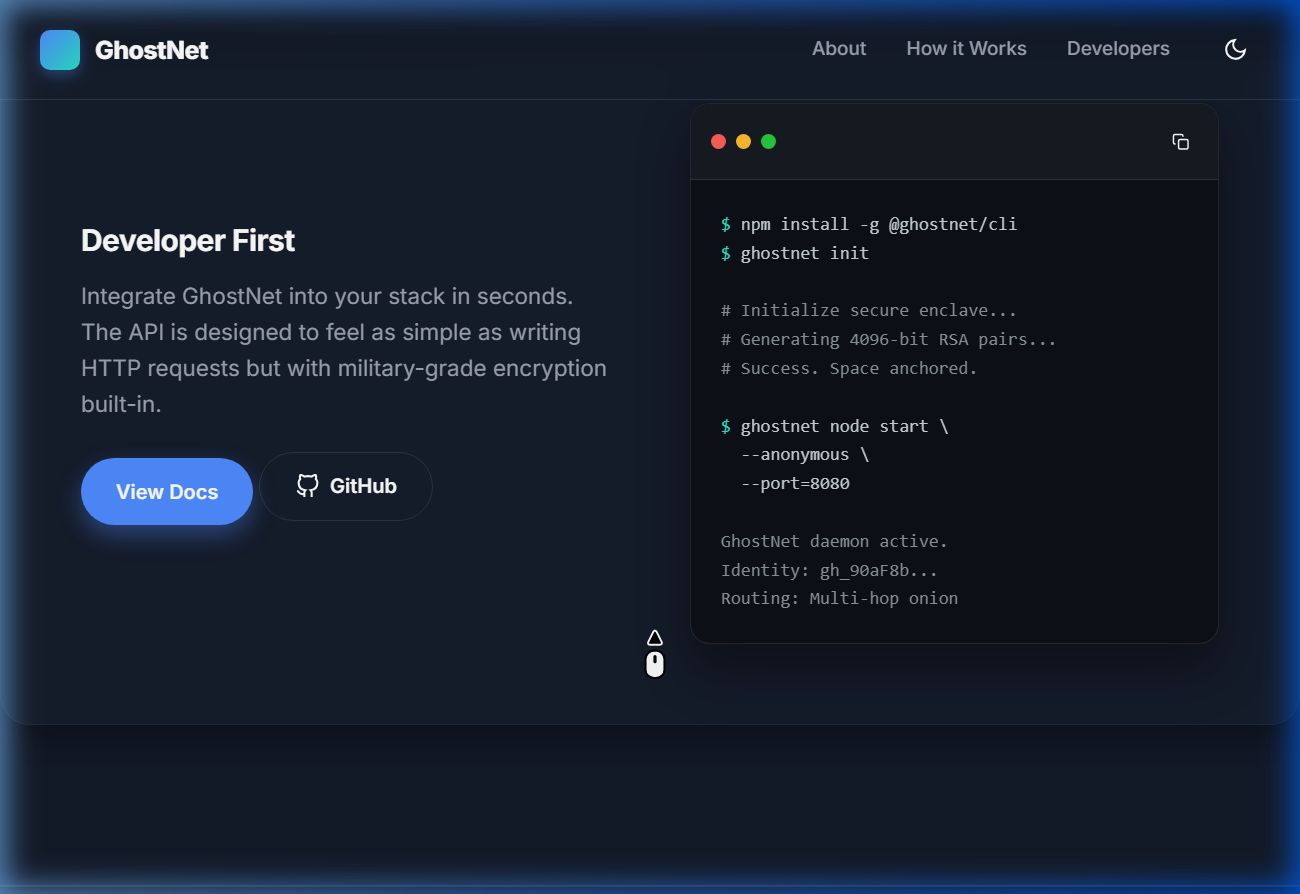 GhostNet
About
How it Works
Developers
Developer First
Integrate GhostNet into your stack in seconds.
The API is designed to feel as simple as writing
HTTP requests but with military-grade encryption
built-in.
View Docs
GitHub
$ npm install -g @ghostnet/cli
$ ghostnet init
# Initialize secure enclave...
# Generating 4096-bit RSA pairs...
# Success. Space anchored.
$ ghostnet node start \
--anonymous \
--port=8080
GhostNet daemon active.
Identity: gh_90aF8b...
Routing: Multi-hop onion